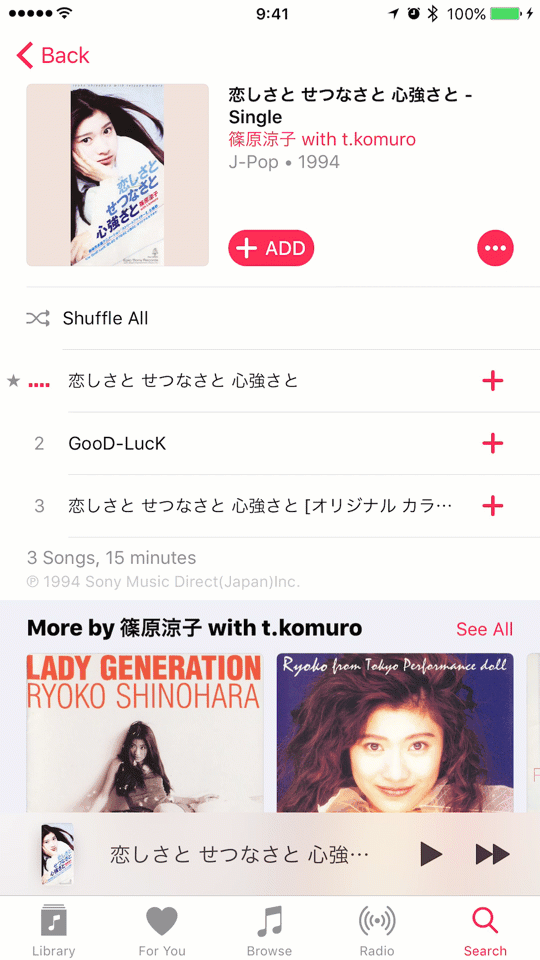 9:41
100%
Back
恋しさと せつなさと 心強さと -
Single
篠原涼子 with t.komuro
J-Pop • 1994
恋しさと
せつなさと
心強さと
篠原涼子
+ ADD
Shuffle All
恋しさと せつなさと 心強さと
2 GooD-LucK
3 恋しさと せつなさと 心強さと [オリジナル カラ…
3 Songs, 15 minutes
℗ 1994 Sony Music Direct(Japan)Inc.
More by 篠原涼子 with t.komuro
See All
LADY GENERATION
RYOKO SHINOHARA
Ryoko from Tokyo Performance doll
恋しさと せつなさと 心強…
Library
For You
Browse
Radio
Search